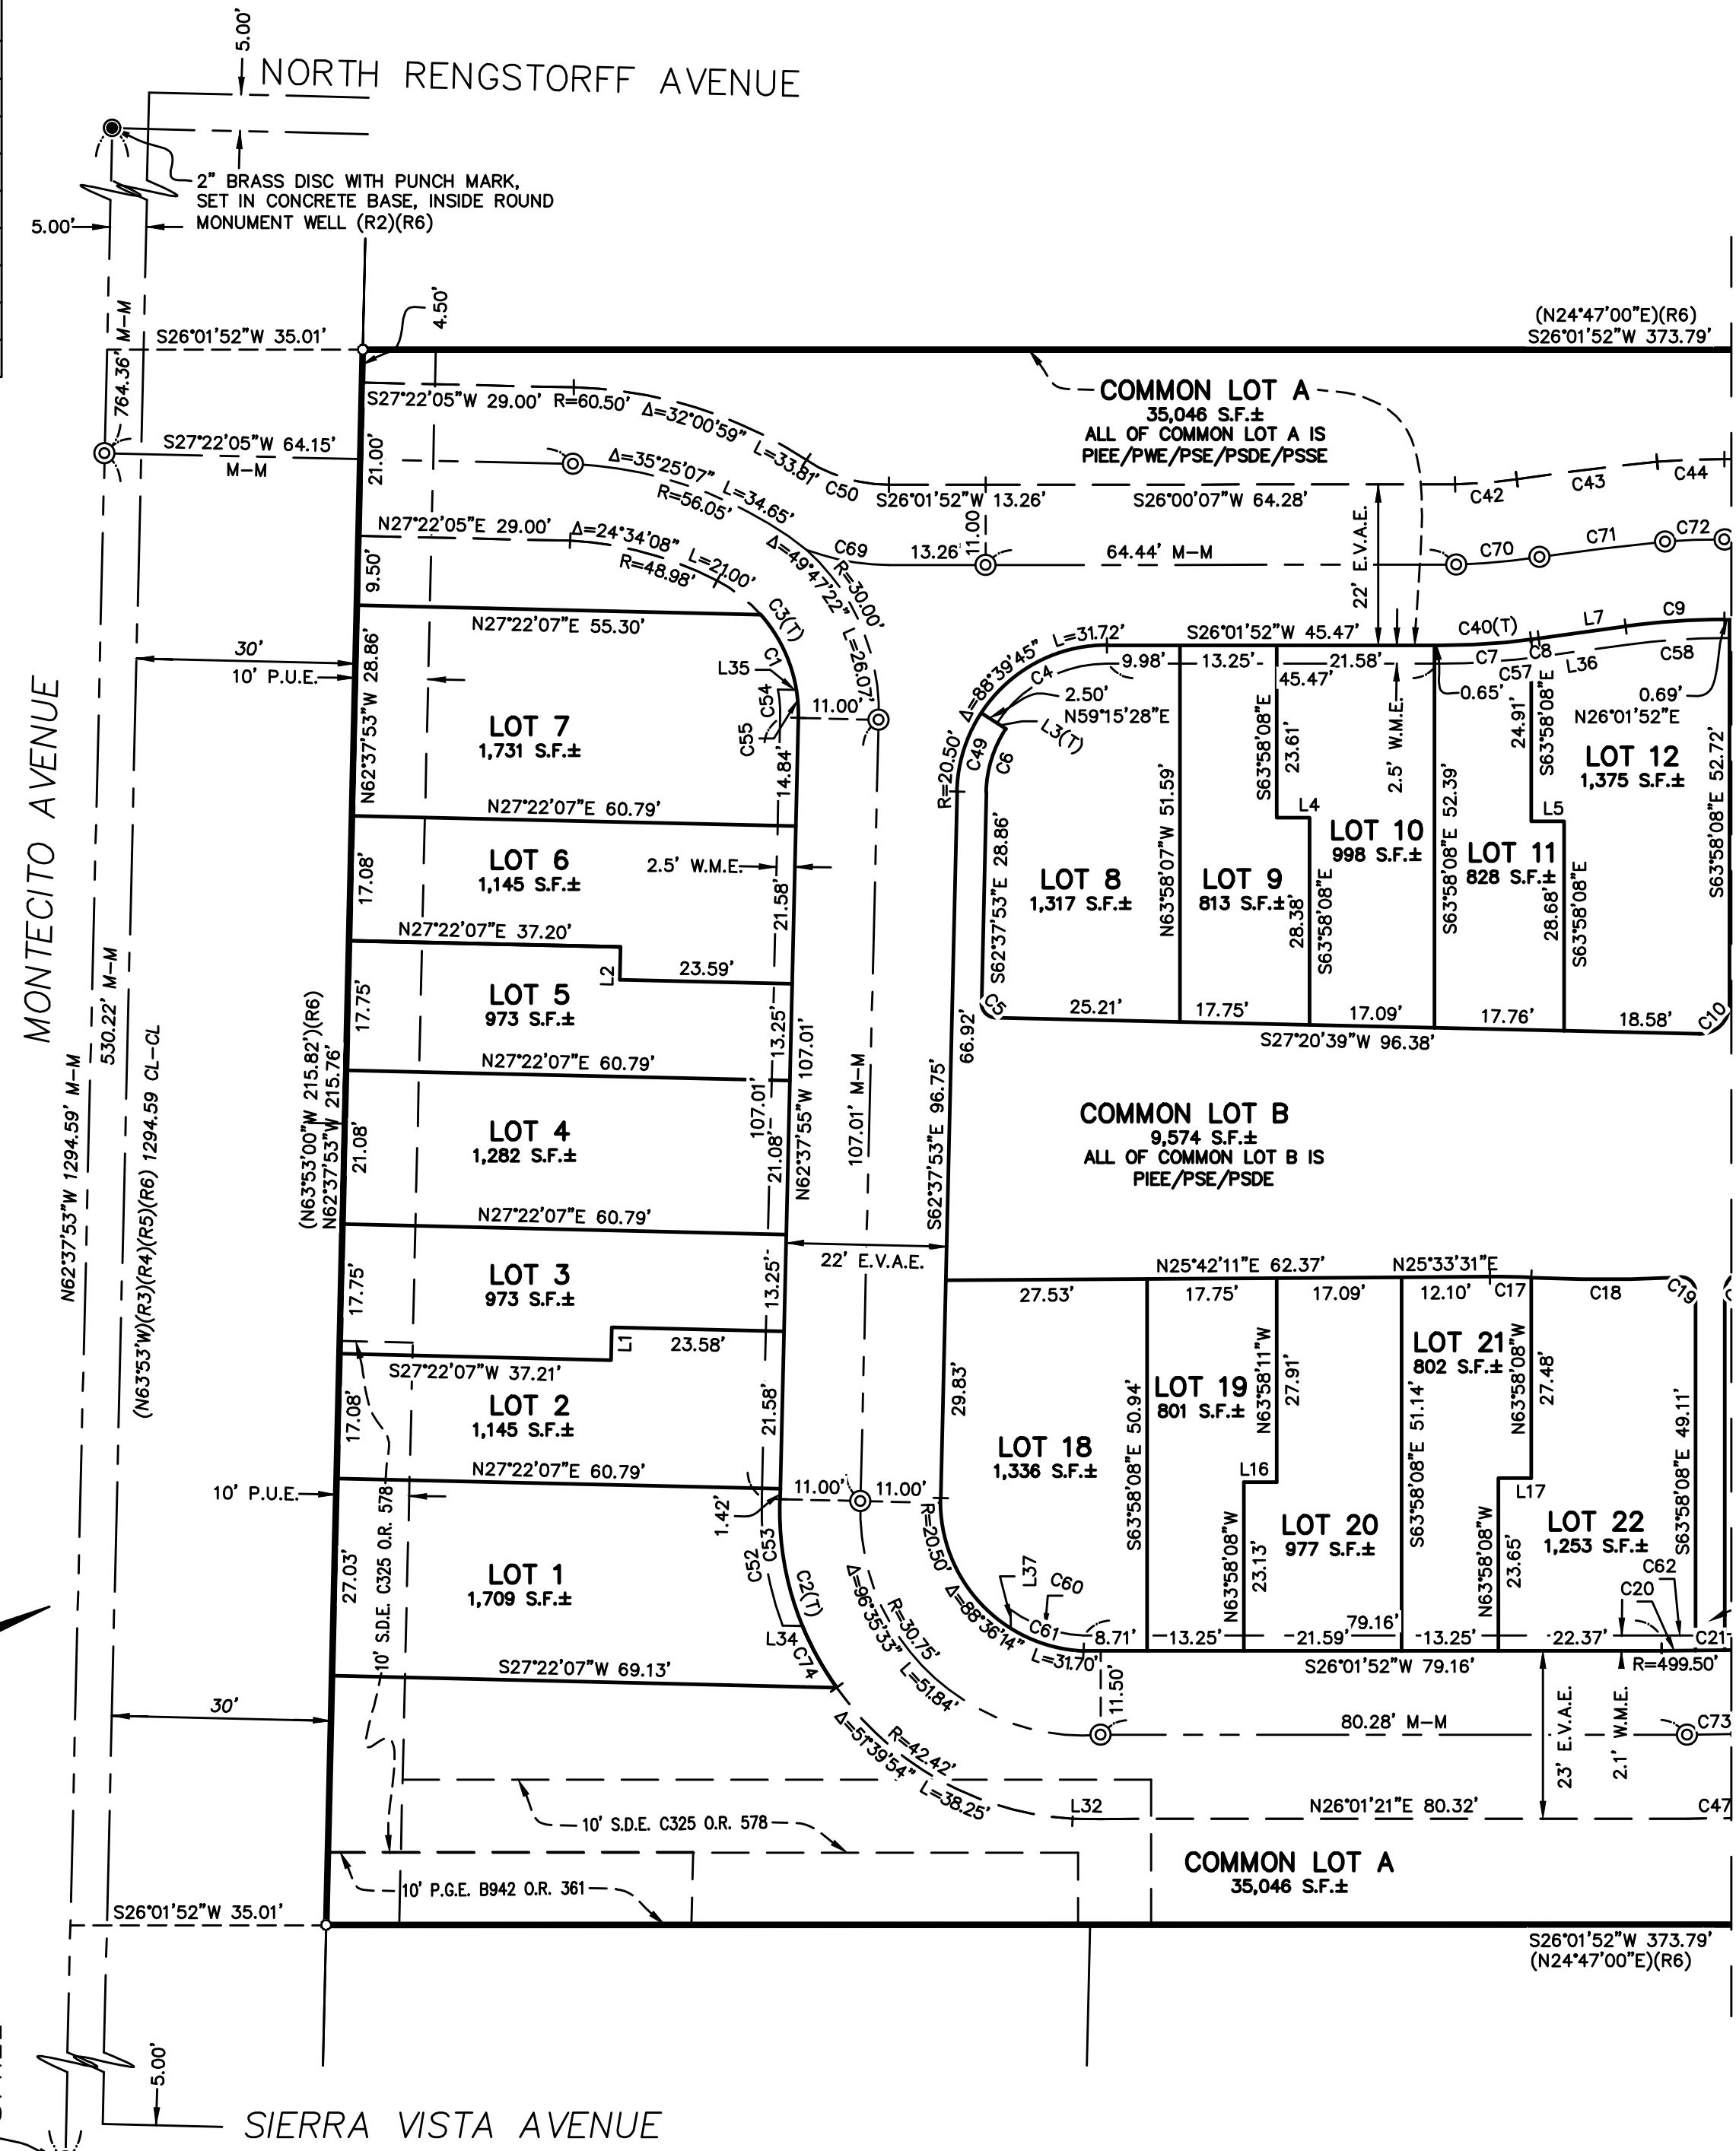 5.00'
NORTH RENGSTORFF AVENUE
2" BRASS DISC WITH PUNCH MARK,
SET IN CONCRETE BASE, INSIDE ROUND
MONUMENT WELL (R2)(R6)
5.00'
764.36' M-M
S26°01'52"W 35.01'
4.50'
(N24°47'00"E)(R6)
S26°01'52"W 373.79'
COMMON LOT A
35,046 S.F.±
ALL OF COMMON LOT A IS
PIEE/PWE/PSE/PSDE/PSSE
S27°22'05"W 29.00'
R=60.50'
Δ=32°00'59"
L=33.81'
C50
S26°01'52"W 13.26'
S26°00'07"W 64.28'
C42
C43
C44
S27°22'05"W 64.15'
M-M
21.00'
Δ=35°25'07"
L=34.65'
R=56.05'
N27°22'05"E 29.00'
Δ=24°34'08"
L=21.00'
R=48.98'
Δ=49°47'22"
R=30.00'
L=26.07'
C69
13.26'
11.00'
64.44' M-M
22' E.V.A.E.
C70
C71
C72
9.50'
N27°22'07"E 55.30'
C3(T)
C1
L35
C54
C55
11.00'
14.84'
30'
10' P.U.E.
N62°37'53"W 28.86'
LOT 7
1,731 S.F.±
N27°22'07"E 60.79'
MONTECITO AVENUE
Δ=88°39'45"
L=31.72'
R=20.50'
S26°01'52"W 45.47'
9.98'
13.25'
21.58'
45.47'
C4
2.50'
N59°15'28"E
L3(T)
C49
C6
C40(T)
L7
C9
C7
C8
C57
L36
C58
0.65'
0.69'
N26°01'52"E
S63°58'08"E
23.61'
2.5' W.M.E.
24.91'
S63°58'08"E
LOT 12
1,375 S.F.±
S63°58'08"E 52.72'
17.08'
LOT 6
1,145 S.F.±
2.5' W.M.E.
21.58'
N27°22'07"E 37.20'
L2
23.59'
S62°37'53"E 28.86'
LOT 8
1,317 S.F.±
N63°58'07"W 51.59'
LOT 9
813 S.F.±
L4
28.38'
S63°58'08"E
LOT 10
998 S.F.±
S63°58'08"E 52.39'
LOT 11
828 S.F.±
L5
28.68'
S63°58'08"E
C5
25.21'
17.75'
17.09'
17.76'
18.58'
C10
S27°20'39"W 96.38'
17.75'
LOT 5
973 S.F.±
13.25'
N27°22'07"E 60.79'
530.22' M-M
N62°37'53"W 1294.59' M-M
(N63°53'W)(R3)(R4)(R5)(R6) 1294.59 CL-CL
(N63°53'00"W 215.82')(R6)
N62°37'53"W 215.76'
21.08'
LOT 4
1,282 S.F.±
107.01'
21.08'
N62°37'55"W 107.01'
107.01' M-M
66.92'
S62°37'53"E 96.75'
COMMON LOT B
9,574 S.F.±
ALL OF COMMON LOT B IS
PIEE/PSE/PSDE
N27°22'07"E 60.79'
22' E.V.A.E.
17.75'
LOT 3
973 S.F.±
13.25'
L1
23.58'
S27°22'07"W 37.21'
N25°42'11"E 62.37'
N25°33'31"E
27.53'
17.75'
17.09'
12.10'
C17
C18
C19
17.08'
LOT 2
1,145 S.F.±
21.58'
N27°22'07"E 60.79'
29.83'
LOT 18
1,336 S.F.±
S63°58'08"E 50.94'
LOT 19
801 S.F.±
N63°58'11"W
27.91'
L16
N63°58'08"W
23.13'
LOT 20
977 S.F.±
S63°58'08"E 51.14'
LOT 21
802 S.F.±
N63°58'08"W
27.48'
L17
N63°58'08"W
23.65'
LOT 22
1,253 S.F.±
S63°58'08"E 49.11'
C62
C20
C21
10' P.U.E.
10' S.D.E. C325 O.R. 578
1.42'
11.00'
11.00'
27.03'
LOT 1
1,709 S.F.±
C52
C53
C2(T)
L34
C74
S27°22'07"W 69.13'
R=20.50'
Δ=88°36'14"
L=31.70'
L37
C60
C61
8.71'
13.25'
21.59'
79.16'
13.25'
22.37'
S26°01'52"W 79.16'
R=499.50'
Δ=96°35'33"
R=30.75'
L=51.84'
11.50'
30'
80.28' M-M
23' E.V.A.E.
2.1' W.M.E.
C73
Δ=51°39'54"
R=42.42'
L=38.25'
L32
N26°01'21"E 80.32'
C47
10' S.D.E. C325 O.R. 578
COMMON LOT A
35,046 S.F.±
10' P.G.E. B942 O.R. 361
S26°01'52"W 35.01'
S26°01'52"W 373.79'
(N24°47'00"E)(R6)
5.00'
SIERRA VISTA AVENUE